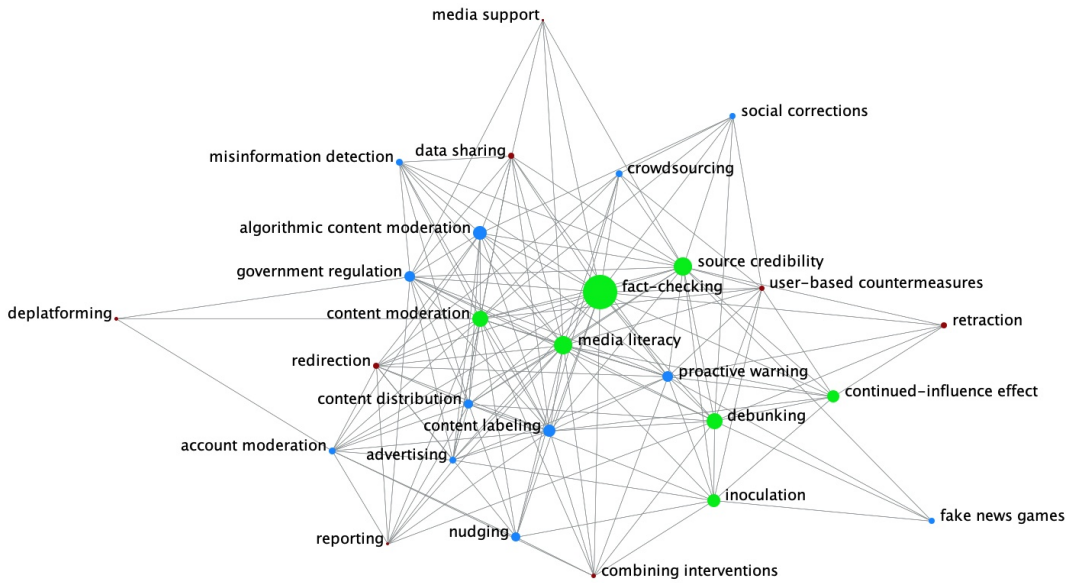 media support
social corrections
data sharing
misinformation detection
crowdsourcing
algorithmic content moderation
source credibility
government regulation
fact-checking
user-based countermeasures
deplatforming
content moderation
retraction
media literacy
redirection
proactive warning
continued-influence effect
content distribution
debunking
content labeling
account moderation
advertising
inoculation
fake news games
nudging
reporting
combining interventions